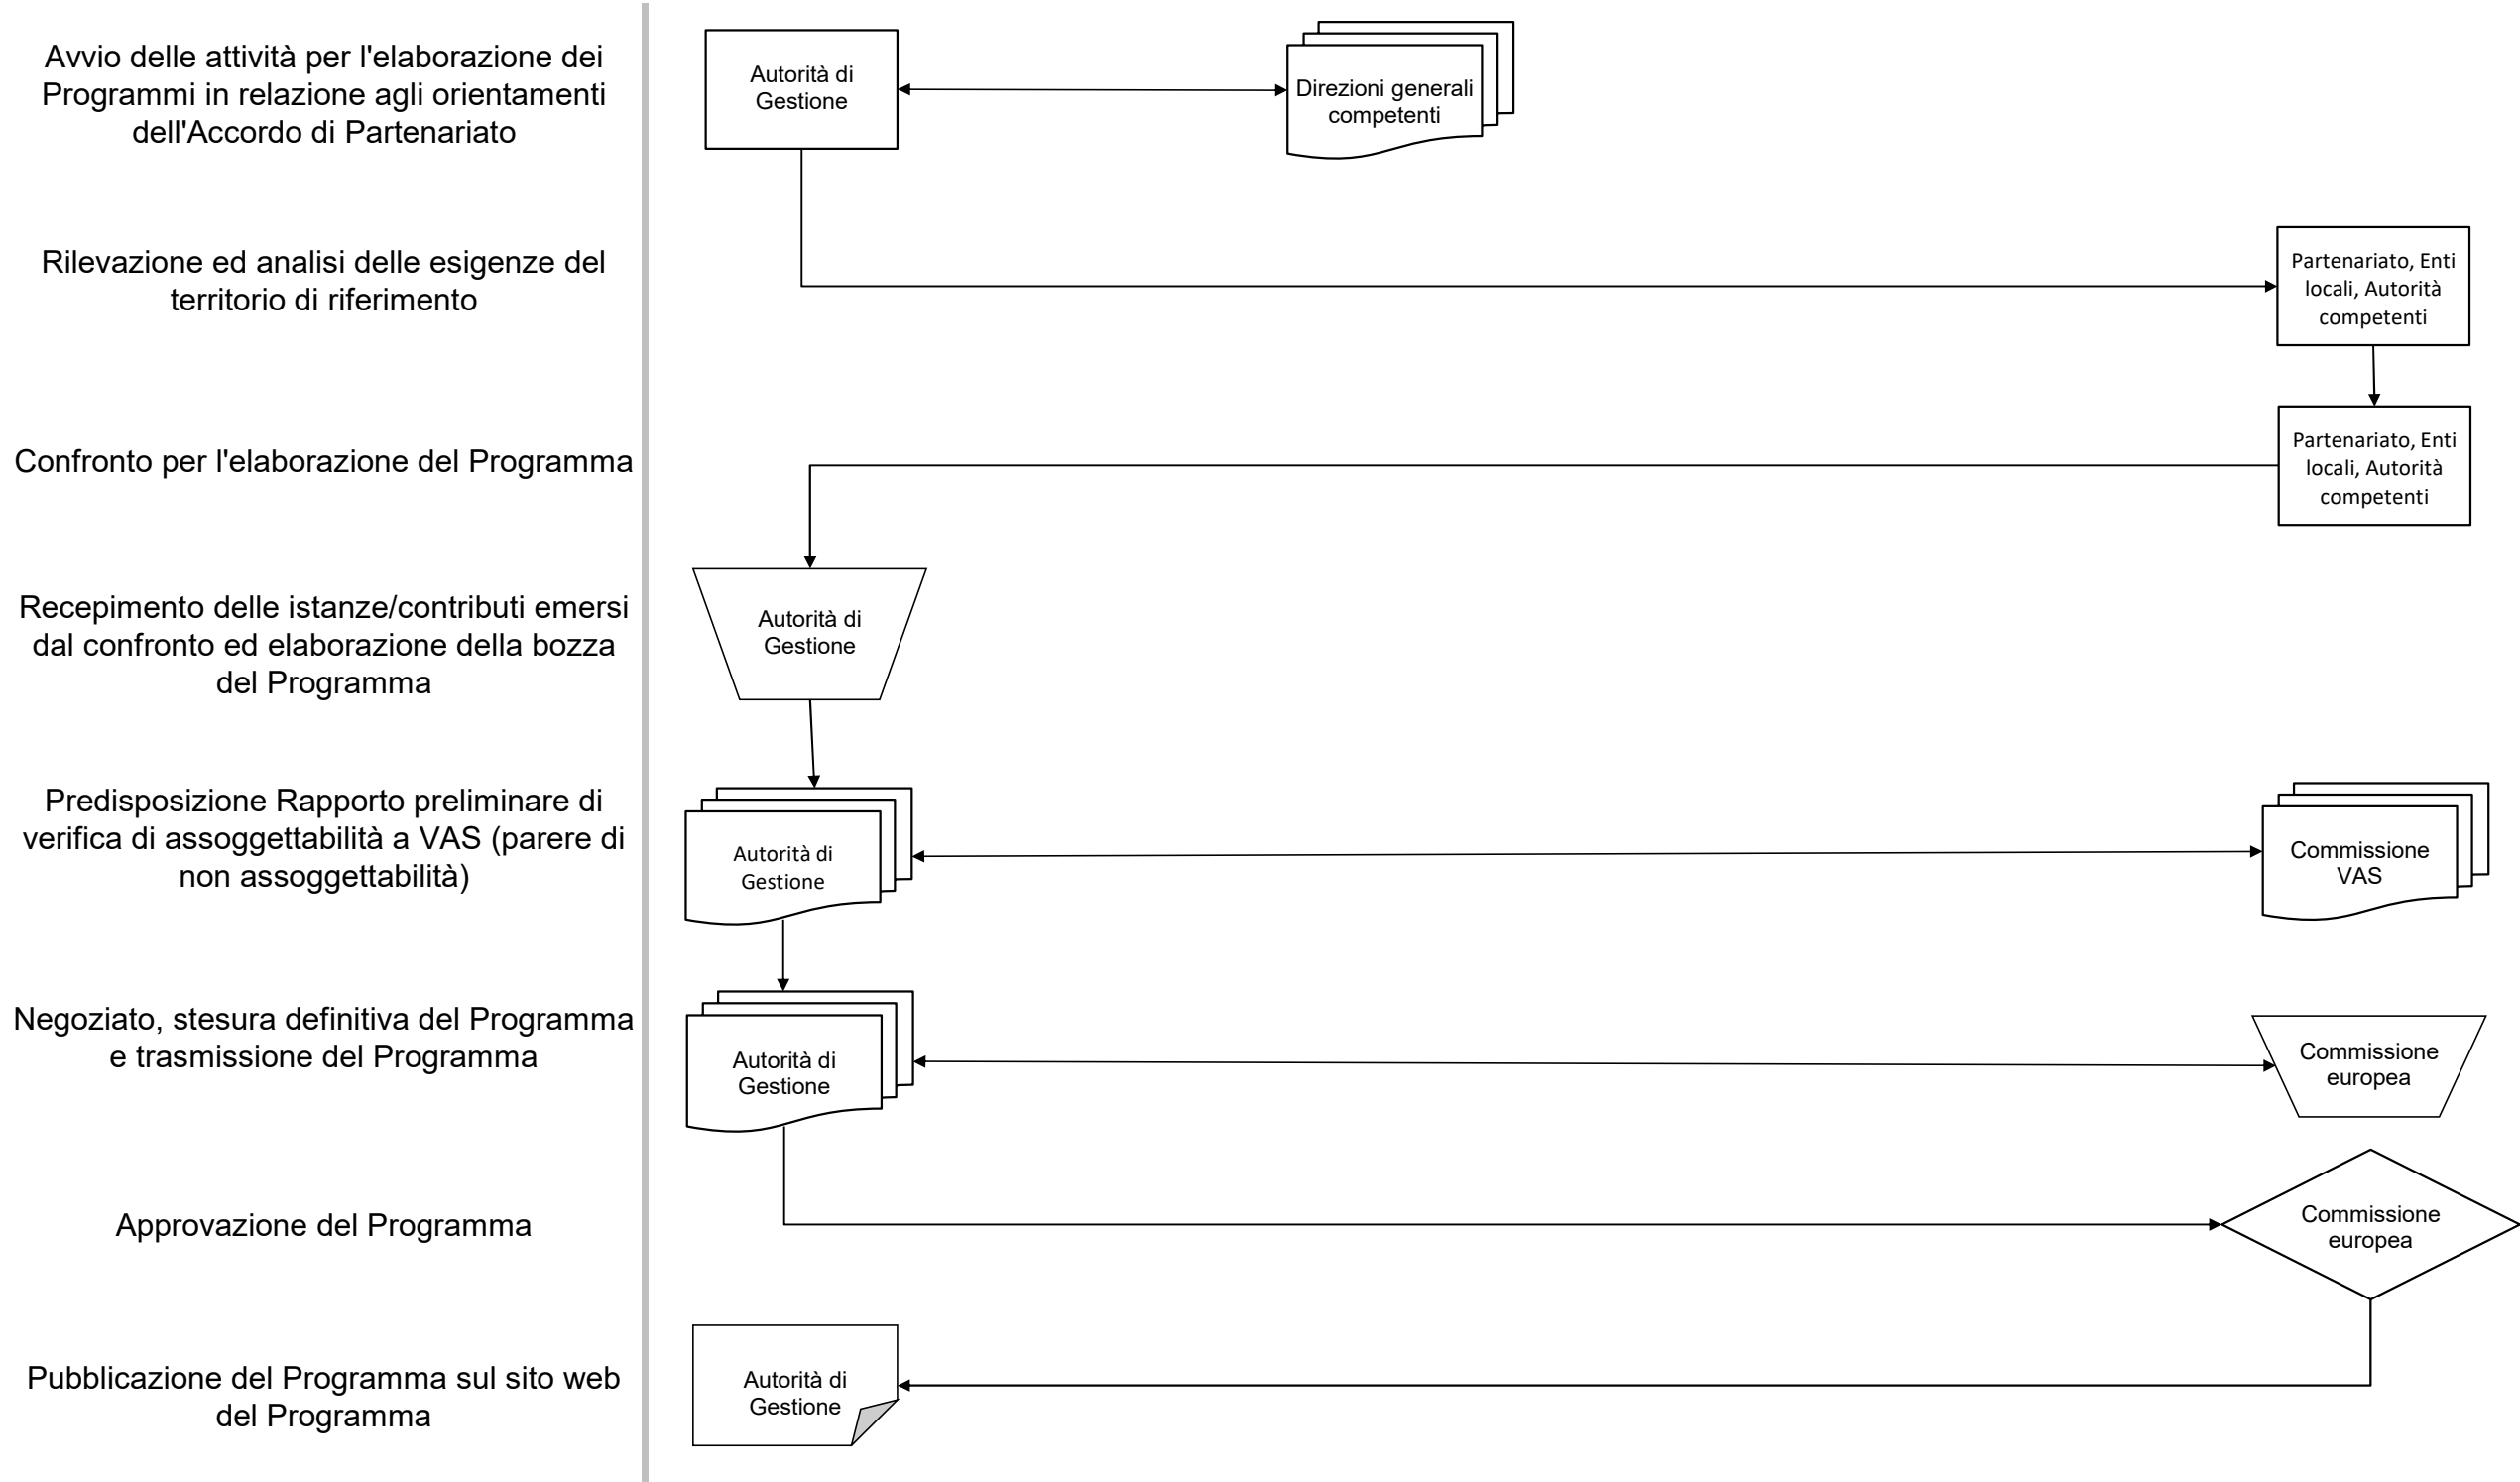 Avvio delle attività per l'elaborazione dei
Programmi in relazione agli orientamenti
dell'Accordo di Partenariato
Autorità di
Gestione
Direzioni generali
competenti
Rilevazione ed analisi delle esigenze del
territorio di riferimento
Partenariato, Enti
locali, Autorità
competenti
Confronto per l'elaborazione del Programma
Partenariato, Enti
locali, Autorità
competenti
Recepimento delle istanze/contributi emersi
dal confronto ed elaborazione della bozza
del Programma
Autorità di
Gestione
Predisposizione Rapporto preliminare di
verifica di assoggettabilità a VAS (parere di
non assoggettabilità)
Autorità di
Gestione
Commissione
VAS
Negoziato, stesura definitiva del Programma
e trasmissione del Programma
Autorità di
Gestione
Commissione
europea
Approvazione del Programma
Commissione
europea
Pubblicazione del Programma sul sito web
del Programma
Autorità di
Gestione